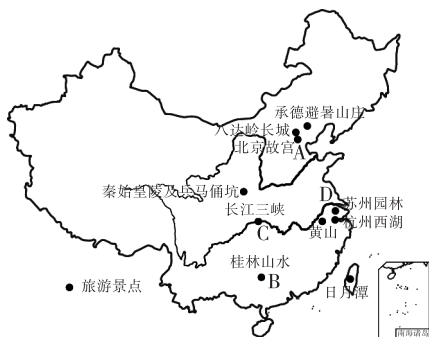 承德避暑山庄
八达岭长城
北京故宫
A
秦始皇陵及兵马俑坑
D
苏州园林
长江三峡
杭州西湖
黄山
C
桂林山水
B
旅游景点
日月潭
南海诸岛